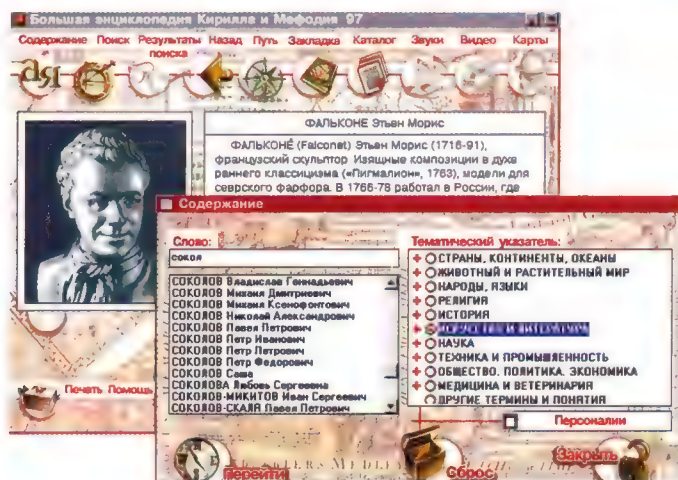 Большая энциклопедия Кирилла и Мефодия 97
Содержание Поиск Результаты поиска Назад Путь Закладка Каталог Звуки Видео Карты
ФАЛЬКОНЕ Этьен Морис
ФАЛЬКОНЕ́ (Falconet) Этьен Морис (1716-91),
французский скульптор. Изящные композиции в духе
раннего классицизма («Пигмалион», 1763), модели для
севрского фарфора. В 1766-78 работал в России, где
Содержание
Слово:
сокол
СОКОЛОВ Владислав Геннадьевич
СОКОЛОВ Михаил Дмитриевич
СОКОЛОВ Михаил Ксенофонтович
СОКОЛОВ Николай Александрович
СОКОЛОВ Павел Петрович
СОКОЛОВ Петр Иванович
СОКОЛОВ Петр Петрович
СОКОЛОВ Петр Федорович
СОКОЛОВ Саша
СОКОЛОВА Любовь Сергеевна
СОКОЛОВ-МИКИТОВ Иван Сергеевич
СОКОЛОВ-СКАЛЯ Павел Петрович
Тематический указатель:
СТРАНЫ, КОНТИНЕНТЫ, ОКЕАНЫ
ЖИВОТНЫЙ И РАСТИТЕЛЬНЫЙ МИР
НАРОДЫ, ЯЗЫКИ
РЕЛИГИЯ
ИСТОРИЯ
ИСКУССТВО И ЛИТЕРАТУРА
НАУКА
ТЕХНИКА И ПРОМЫШЛЕННОСТЬ
ОБЩЕСТВО. ПОЛИТИКА. ЭКОНОМИКА
МЕДИЦИНА И ВЕТЕРИНАРИЯ
ДРУГИЕ ТЕРМИНЫ И ПОНЯТИЯ
Персоналии
Печать Помощь
Перейти
Сброс
Закрыть